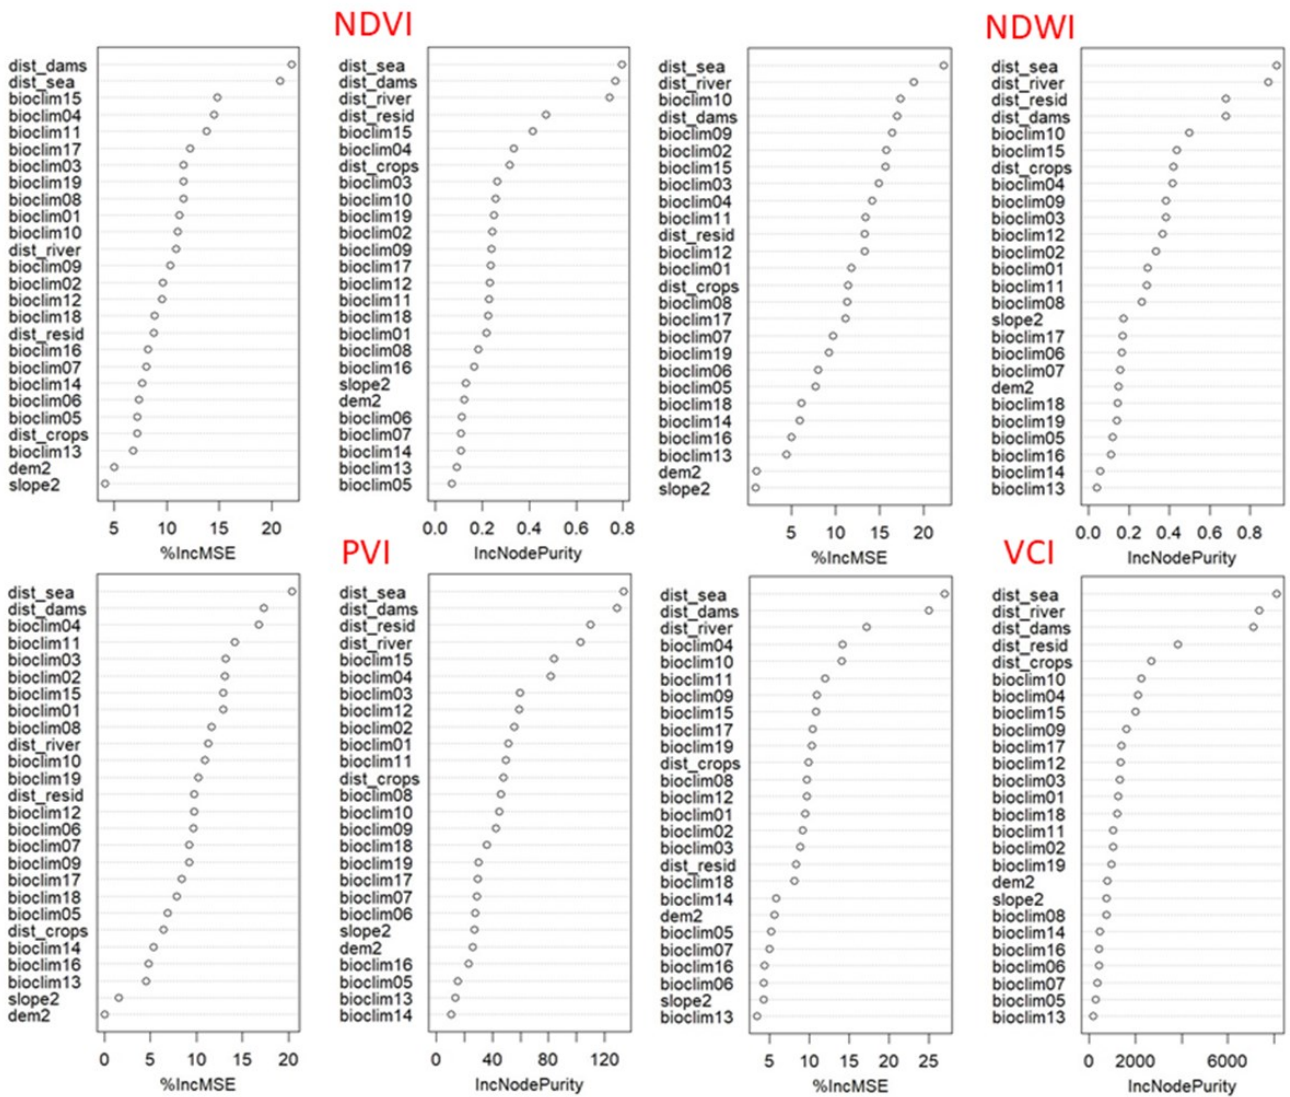 NDVI
dist_dams
dist_sea
bioclim15
bioclim04
bioclim11
bioclim17
bioclim03
bioclim19
bioclim08
bioclim01
bioclim10
dist_river
bioclim09
bioclim02
bioclim12
bioclim18
dist_resid
bioclim16
bioclim07
bioclim14
bioclim06
bioclim05
dist_crops
bioclim13
dem2
slope2
5 10 15 20
%IncMSE
dist_sea
dist_dams
dist_river
dist_resid
bioclim15
bioclim04
dist_crops
bioclim03
bioclim10
bioclim19
bioclim02
bioclim09
bioclim17
bioclim12
bioclim11
bioclim18
bioclim01
bioclim08
bioclim16
slope2
dem2
bioclim06
bioclim07
bioclim14
bioclim13
bioclim05
0.0 0.2 0.4 0.6 0.8
IncNodePurity
NDWI
dist_sea
dist_river
bioclim10
dist_dams
bioclim09
bioclim02
bioclim15
bioclim03
bioclim04
bioclim11
dist_resid
bioclim12
bioclim01
dist_crops
bioclim08
bioclim17
bioclim07
bioclim19
bioclim06
bioclim05
bioclim18
bioclim14
bioclim16
bioclim13
dem2
slope2
5 10 15 20
%IncMSE
dist_sea
dist_river
dist_resid
dist_dams
bioclim10
bioclim15
dist_crops
bioclim04
bioclim09
bioclim03
bioclim12
bioclim02
bioclim01
bioclim11
bioclim08
slope2
bioclim17
bioclim06
bioclim07
dem2
bioclim18
bioclim19
bioclim05
bioclim16
bioclim14
bioclim13
0.0 0.2 0.4 0.6 0.8
IncNodePurity
PVI
dist_sea
dist_dams
bioclim04
bioclim11
bioclim03
bioclim02
bioclim15
bioclim01
bioclim08
dist_river
bioclim10
bioclim19
dist_resid
bioclim12
bioclim06
bioclim07
bioclim09
bioclim17
bioclim18
bioclim05
dist_crops
bioclim14
bioclim16
bioclim13
slope2
dem2
0 5 10 15 20
%IncMSE
dist_sea
dist_dams
dist_resid
dist_river
bioclim15
bioclim04
bioclim03
bioclim12
bioclim02
bioclim01
bioclim11
dist_crops
bioclim08
bioclim10
bioclim09
bioclim18
bioclim19
bioclim17
bioclim07
bioclim06
slope2
dem2
bioclim16
bioclim05
bioclim13
bioclim14
0 40 80 120
IncNodePurity
VCI
dist_sea
dist_dams
dist_river
bioclim04
bioclim10
bioclim11
bioclim09
bioclim15
bioclim17
bioclim19
dist_crops
bioclim08
bioclim12
bioclim01
bioclim02
bioclim03
dist_resid
bioclim18
bioclim14
dem2
bioclim05
bioclim07
bioclim16
bioclim06
slope2
bioclim13
5 10 15 20 25
%IncMSE
dist_sea
dist_river
dist_dams
dist_resid
dist_crops
bioclim10
bioclim04
bioclim15
bioclim09
bioclim17
bioclim12
bioclim03
bioclim01
bioclim18
bioclim11
bioclim02
bioclim19
dem2
slope2
bioclim08
bioclim14
bioclim16
bioclim06
bioclim07
bioclim05
bioclim13
0 2000 6000
IncNodePurity